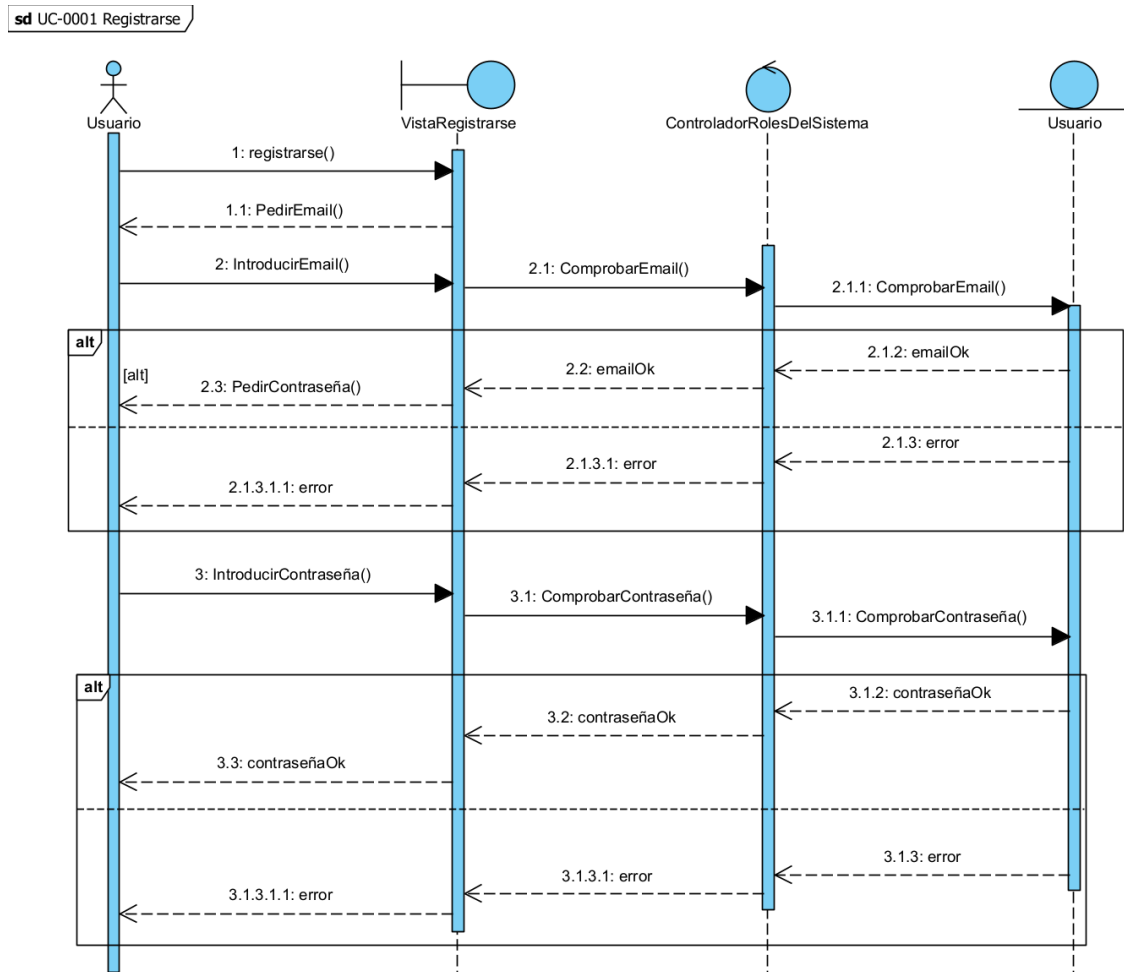 sd UC-0001 Registrarse
Usuario
VistaRegistrarse
ControladorRolesDelSistema
Usuario
1: registrarse()
1.1: PedirEmail()
2: IntroducirEmail()
2.1: ComprobarEmail()
2.1.1: ComprobarEmail()
alt
[alt]
2.1.2: emailOk
2.2: emailOk
2.3: PedirContraseña()
2.1.3: error
2.1.3.1: error
2.1.3.1.1: error
3: IntroducirContraseña()
3.1: ComprobarContraseña()
3.1.1: ComprobarContraseña()
alt
3.1.2: contraseñaOk
3.2: contraseñaOk
3.3: contraseñaOk
3.1.3: error
3.1.3.1: error
3.1.3.1.1: error